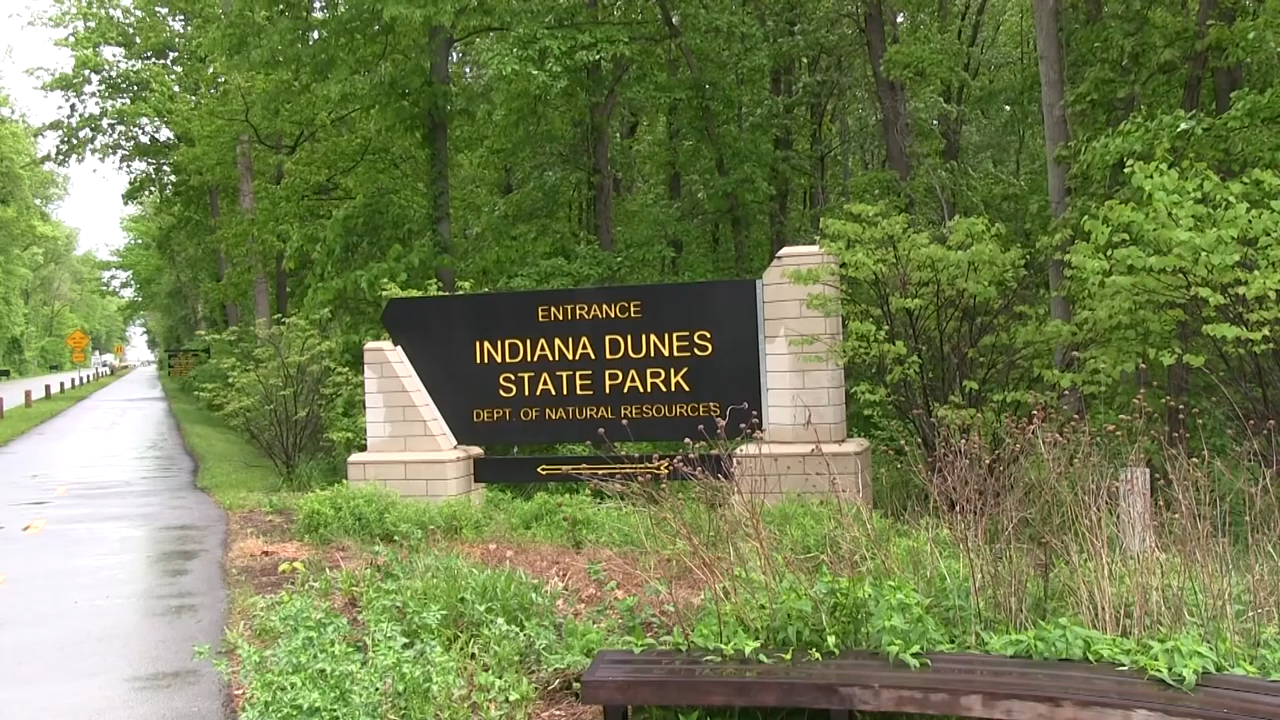 ENTRANCE
INDIANA DUNES
STATE PARK
DEPT. OF NATURAL RESOURCES